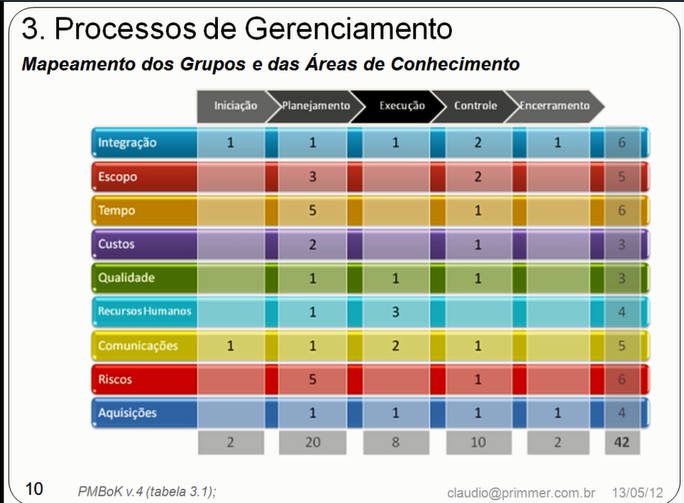 3. Processos de Gerenciamento
Mapeamento dos Grupos e das Áreas de Conhecimento
Iniciação Planejamento Execução Controle Encerramento
Integração 1 1 1 2 1 6
Escopo 3 2 5
Tempo 5 1 6
Custos 2 1 3
Qualidade 1 1 1 3
Recursos Humanos 1 3 4
Comunicações 1 1 2 1 5
Riscos 5 1 6
Aquisições 1 1 1 1 4
2 20 8 10 2 42
10 PMBoK v.4 (tabela 3.1); claudio@primmer.com.br 13/05/12